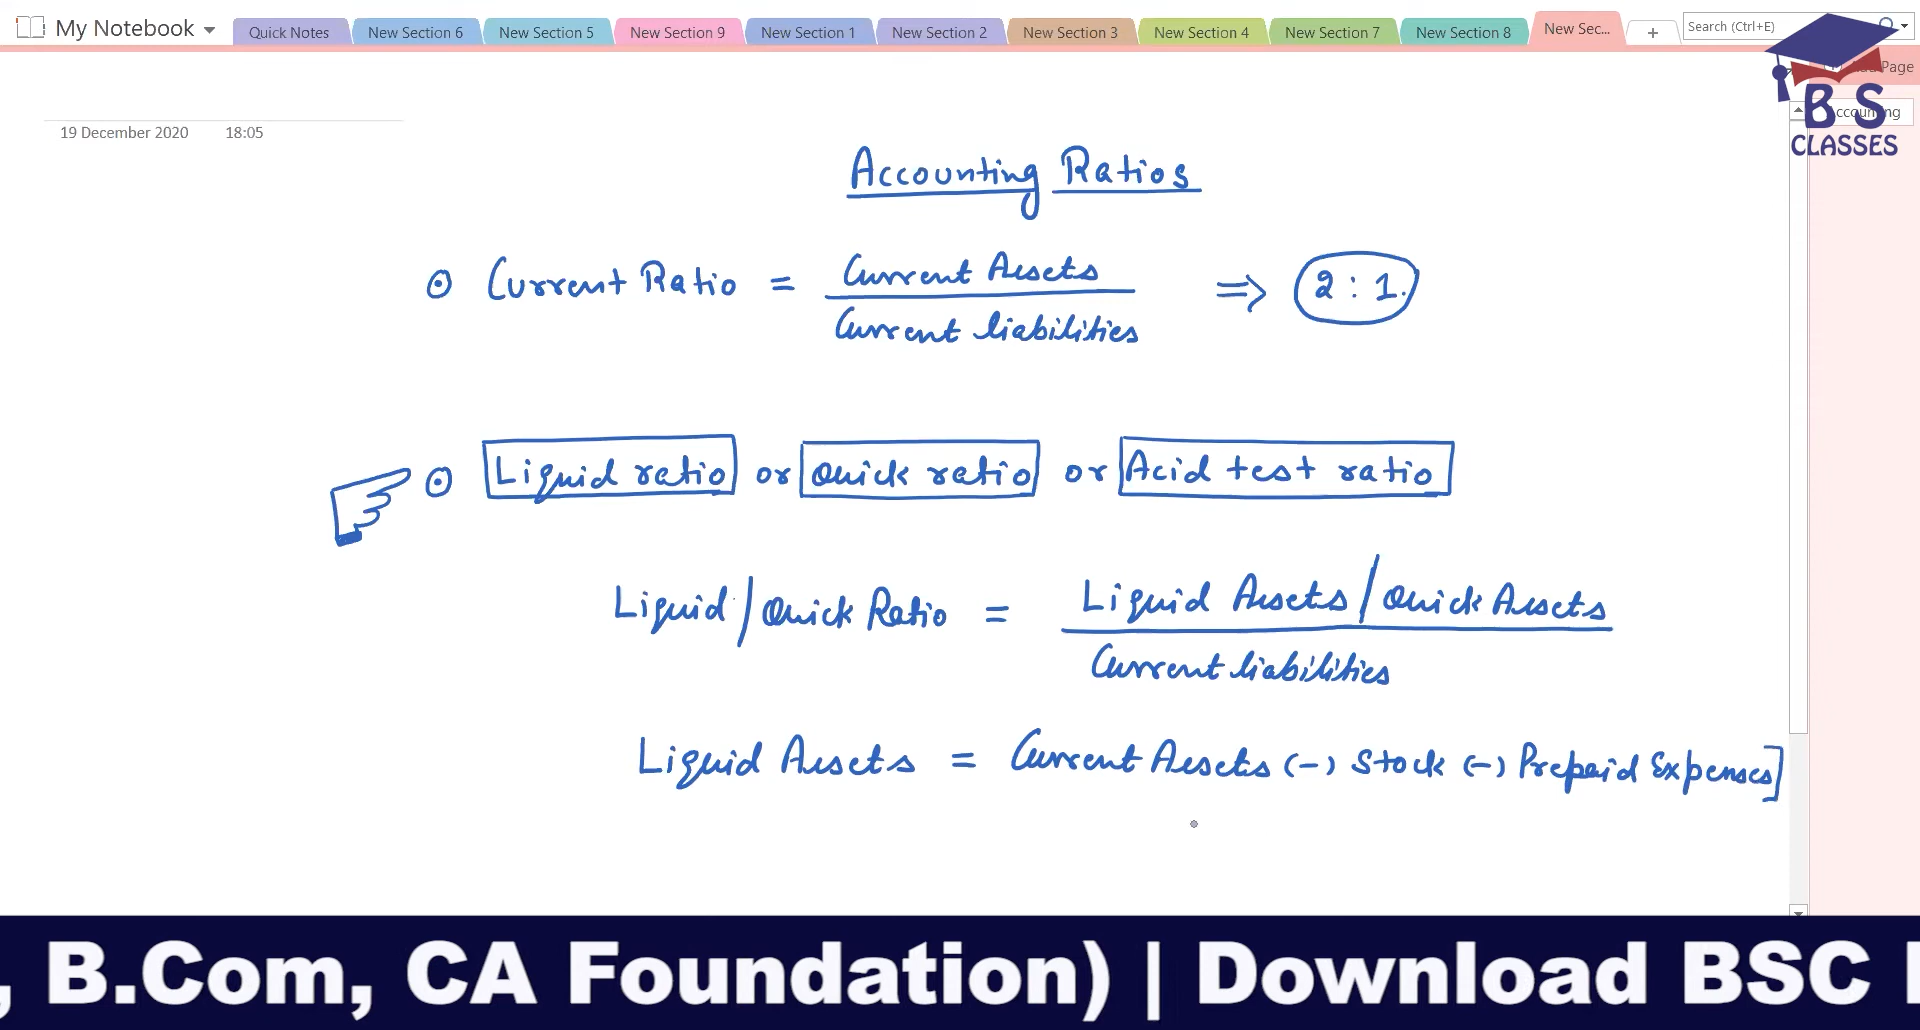 My Notebook
Quick Notes
New Section 6
New Section 5
New Section 9
New Section 1
New Section 2
New Section 3
New Section 4
New Section 7
New Section 8
New Sec...
+
Search (Ctrl+E)
Page
BS
CLASSES
19 December 2020 18:05
Accounting Ratios
Current Ratio = Current Assets
Current liabilities
⇒ 2 : 1.
Liquid ratio or Quick ratio or Acid test ratio
Liquid / Quick Ratio = Liquid Assets / Quick Assets
Current liabilities
Liquid Assets = Current Assets (-) Stock (-) Prepaid Expenses]
, B.Com, CA Foundation) | Download BSC